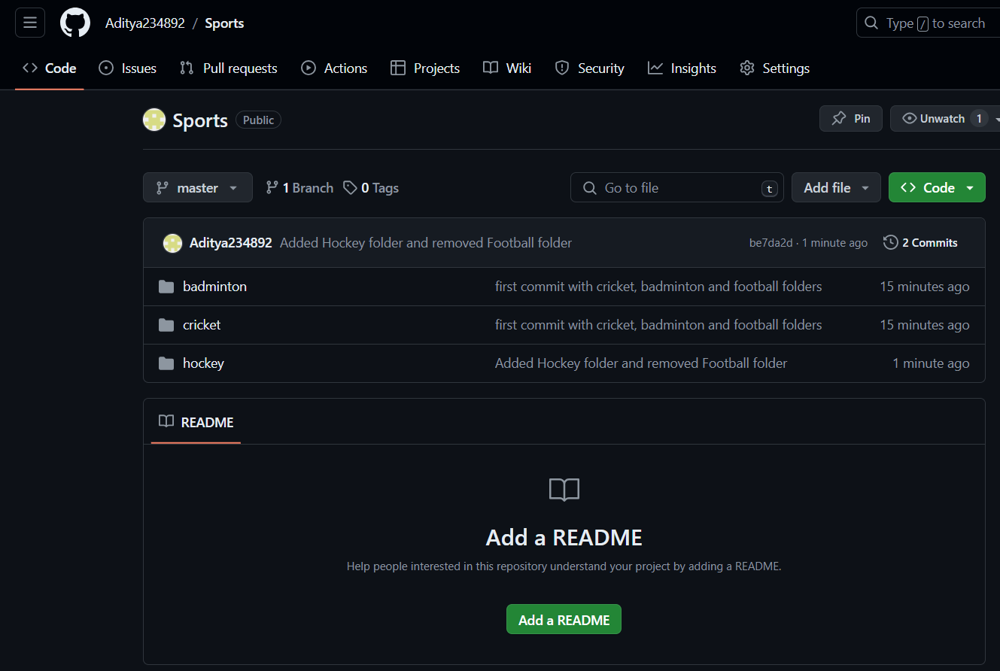 Aditya234892 / Sports
Type / to search
Code Issues Pull requests Actions Projects Wiki Security Insights Settings
Sports Public
Pin Unwatch 1
master 1 Branch 0 Tags
Go to file t Add file Code
Aditya234892 Added Hockey folder and removed Football folder be7da2d · 1 minute ago 2 Commits
badminton first commit with cricket, badminton and football folders 15 minutes ago
cricket first commit with cricket, badminton and football folders 15 minutes ago
hockey Added Hockey folder and removed Football folder 1 minute ago
README
Add a README
Help people interested in this repository understand your project by adding a README.
Add a README